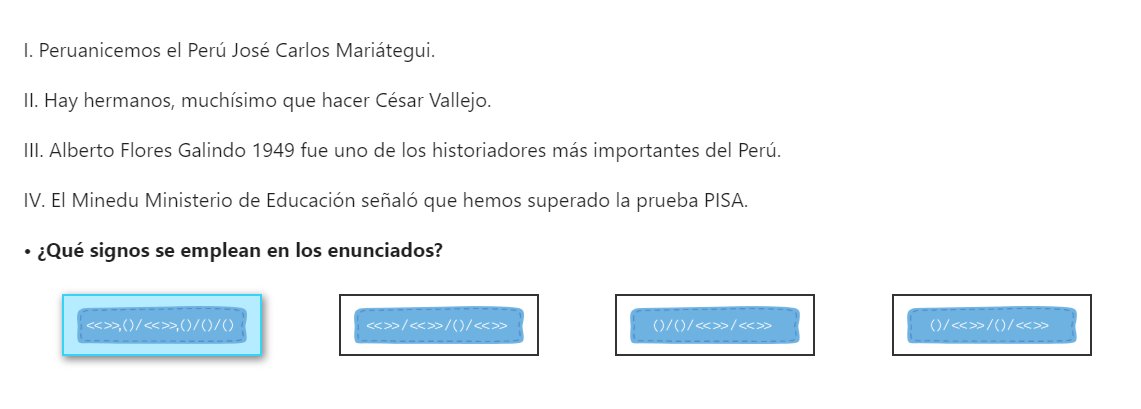 I. Peruanicemos el Perú José Carlos Mariátegui.
II. Hay hermanos, muchísimo que hacer César Vallejo.
III. Alberto Flores Galindo 1949 fue uno de los historiadores más importantes del Perú.
IV. El Minedu Ministerio de Educación señaló que hemos superado la prueba PISA.
• ¿Qué signos se emplean en los enunciados?
<<>>,()/<<>>,()/()/()
<<>>/<<>>/()/<<>>
()/()/<<>>/<<>>
()/<<>>/()/<<>>